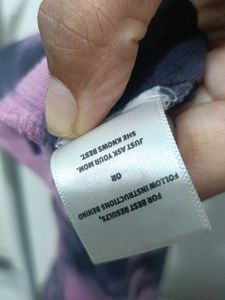 FOR BEST RESULTS,
FOLLOW INSTRUCTIONS BEHIND
OR
JUST ASK YOUR MOM.
SHE KNOWS BEST.